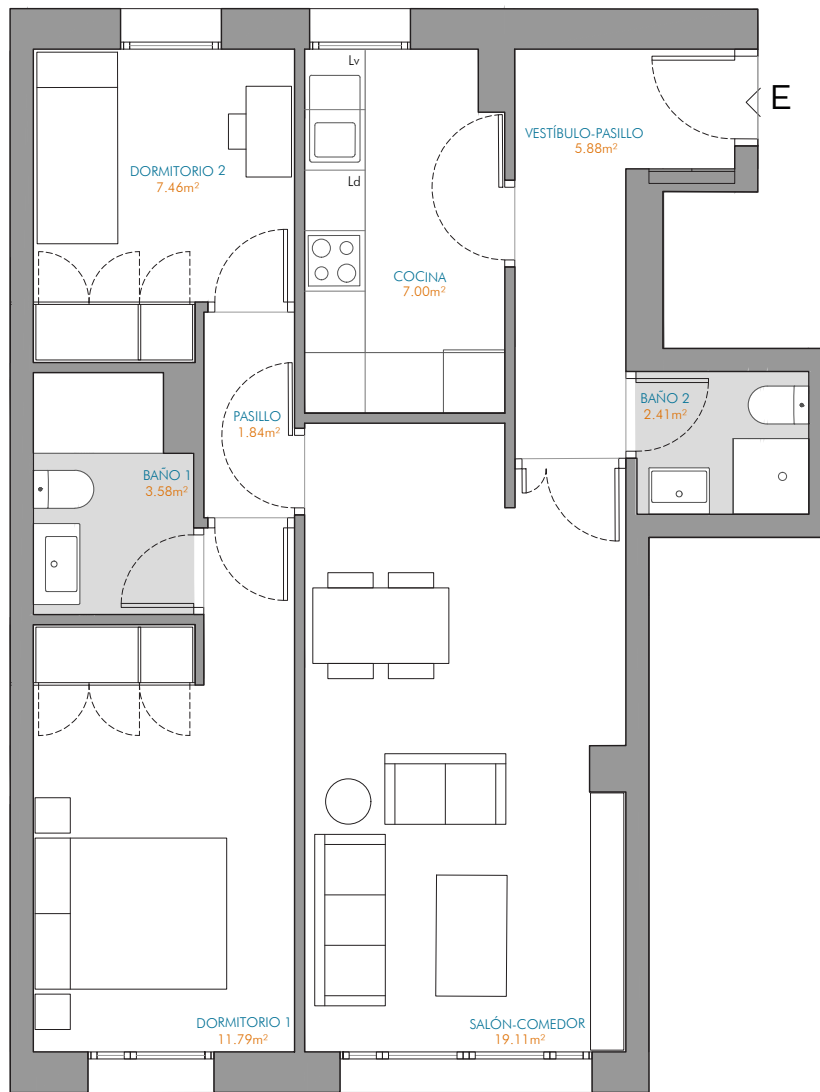 Lv
E
VESTÍBULO-PASILLO
5.88m²
DORMITORIO 2
7.46m²
Ld
COCINA
7.00m²
BAÑO 2
2.41m²
PASILLO
1.84m²
BAÑO 1
3.58m²
DORMITORIO 1
11.79m²
SALÓN-COMEDOR
19.11m²